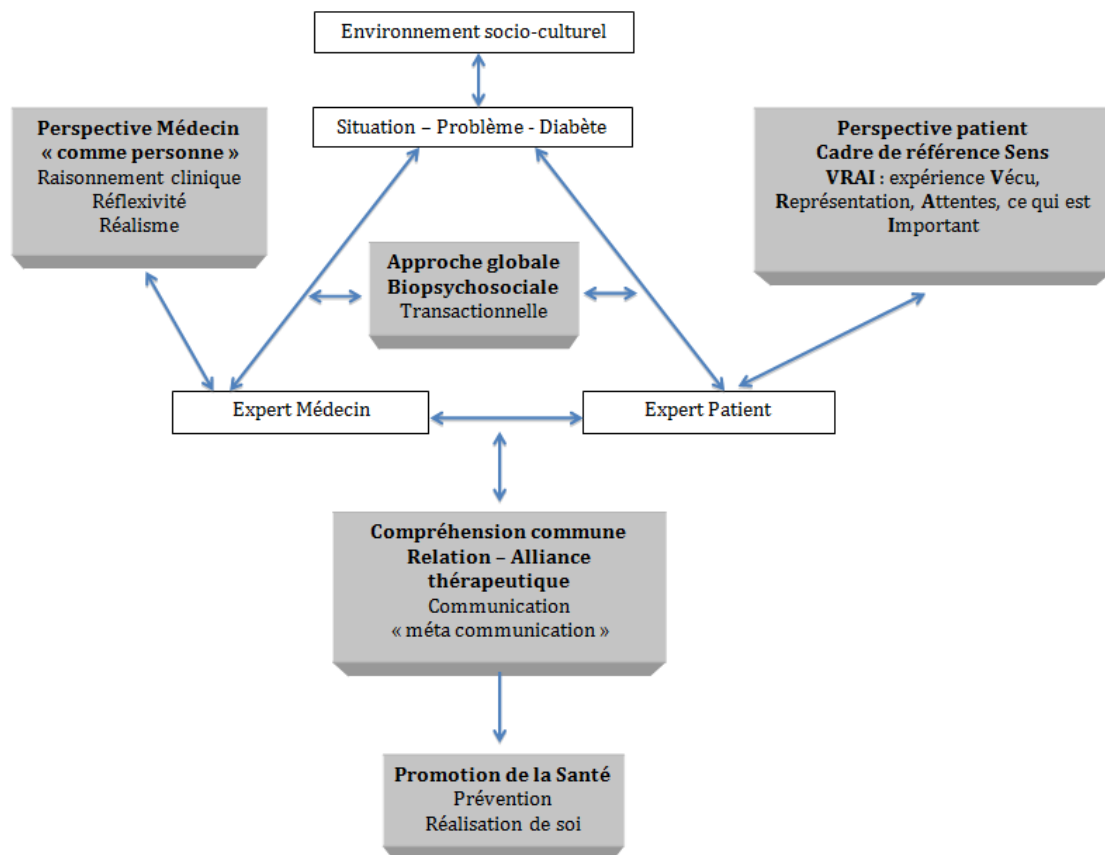 Environnement socio-culturel
Situation – Problème - Diabète
Perspective Médecin
« comme personne »
Raisonnement clinique
Réflexivité
Réalisme
Perspective patient
Cadre de référence Sens
VRAI : expérience Vécu,
Représentation, Attentes, ce qui est
Important
Approche globale
Biopsychosociale
Transactionnelle
Expert Médecin
Expert Patient
Compréhension commune
Relation – Alliance
thérapeutique
Communication
« méta communication »
Promotion de la Santé
Prévention
Réalisation de soi